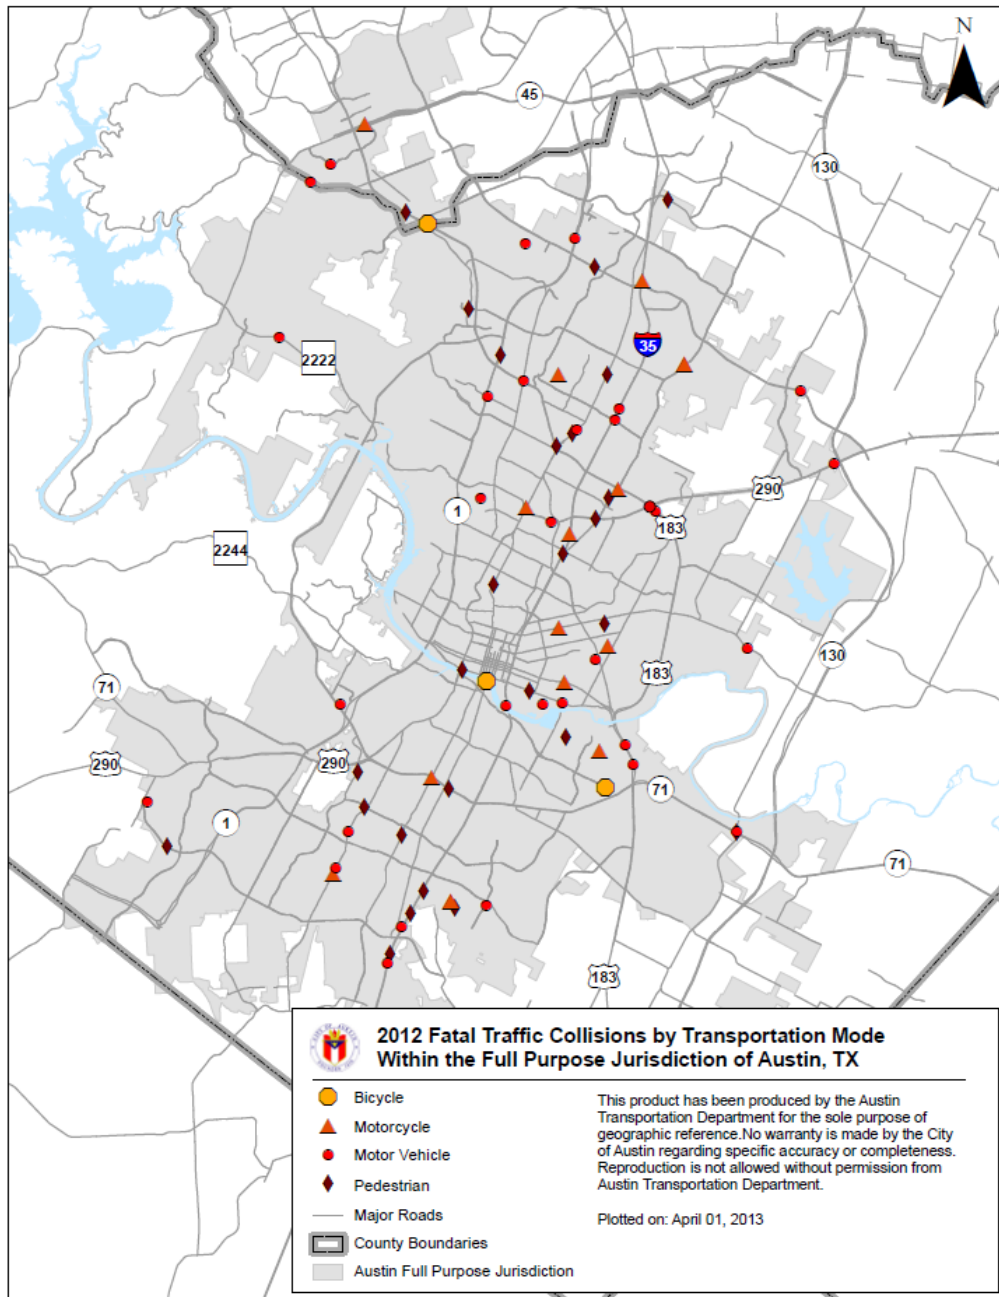 N
45
130
35
2222
290
1
183
2244
130
183
71
290
290
71
1
71
183
2012 Fatal Traffic Collisions by Transportation Mode
Within the Full Purpose Jurisdiction of Austin, TX
Bicycle
Motorcycle
Motor Vehicle
Pedestrian
Major Roads
County Boundaries
Austin Full Purpose Jurisdiction
This product has been produced by the Austin
Transportation Department for the sole purpose of
geographic reference.No warranty is made by the City
of Austin regarding specific accuracy or completeness.
Reproduction is not allowed without permission from
Austin Transportation Department.
Plotted on: April 01, 2013